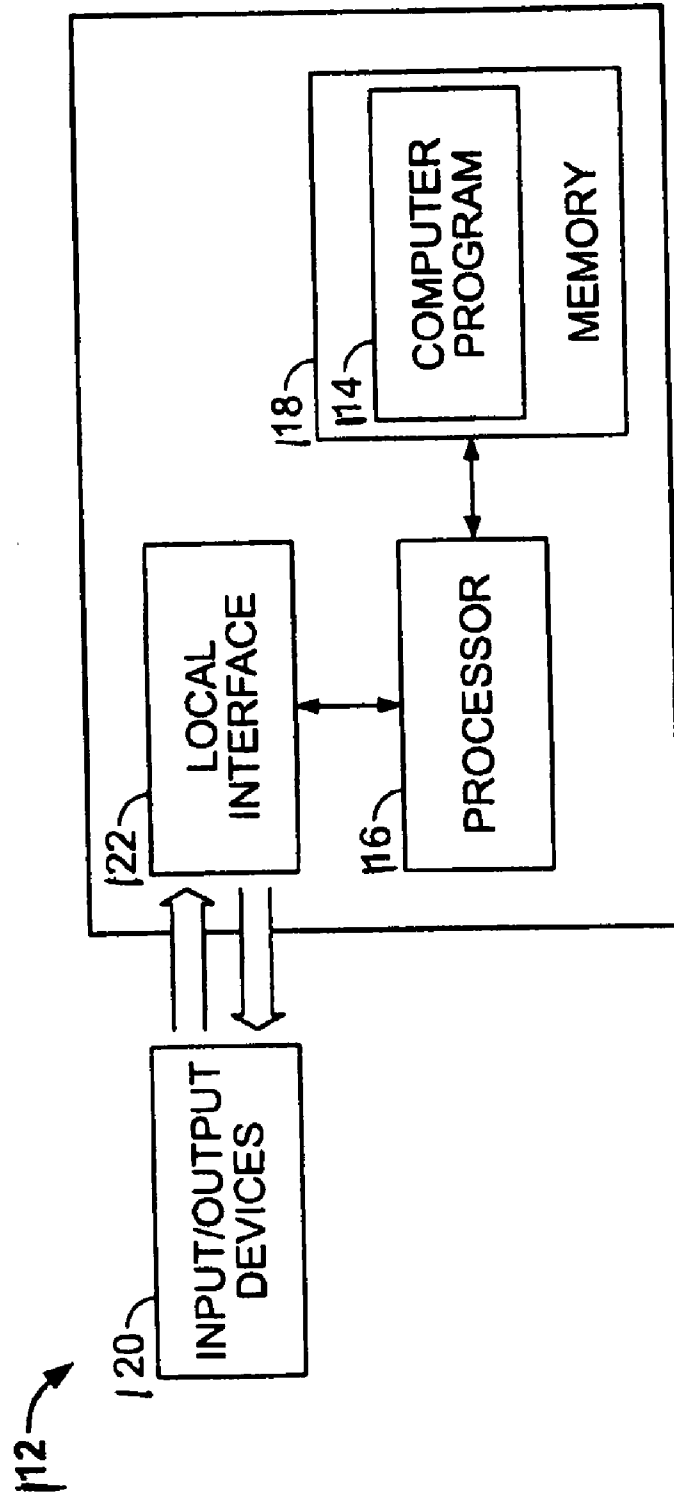 112
120
INPUT/OUTPUT
DEVICES
122
LOCAL
INTERFACE
116
PROCESSOR
118
114
COMPUTER
PROGRAM
MEMORY